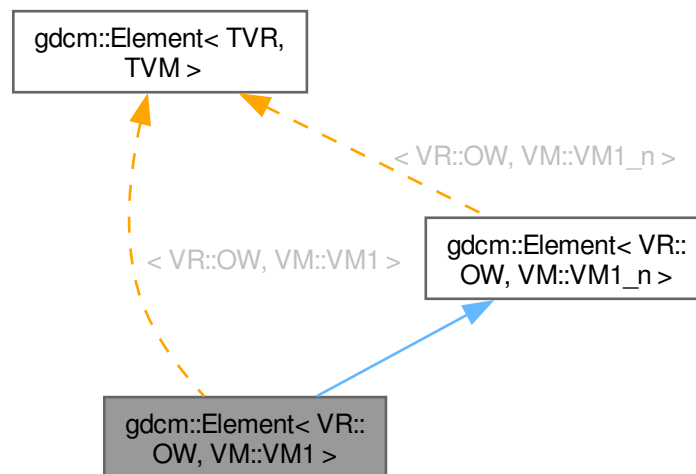 gdcm::Element< TVR,
TVM >
< VR::OW, VM::VM1_n >
< VR::OW, VM::VM1 >
gdcm::Element< VR::
OW, VM::VM1_n >
gdcm::Element< VR::
OW, VM::VM1 >